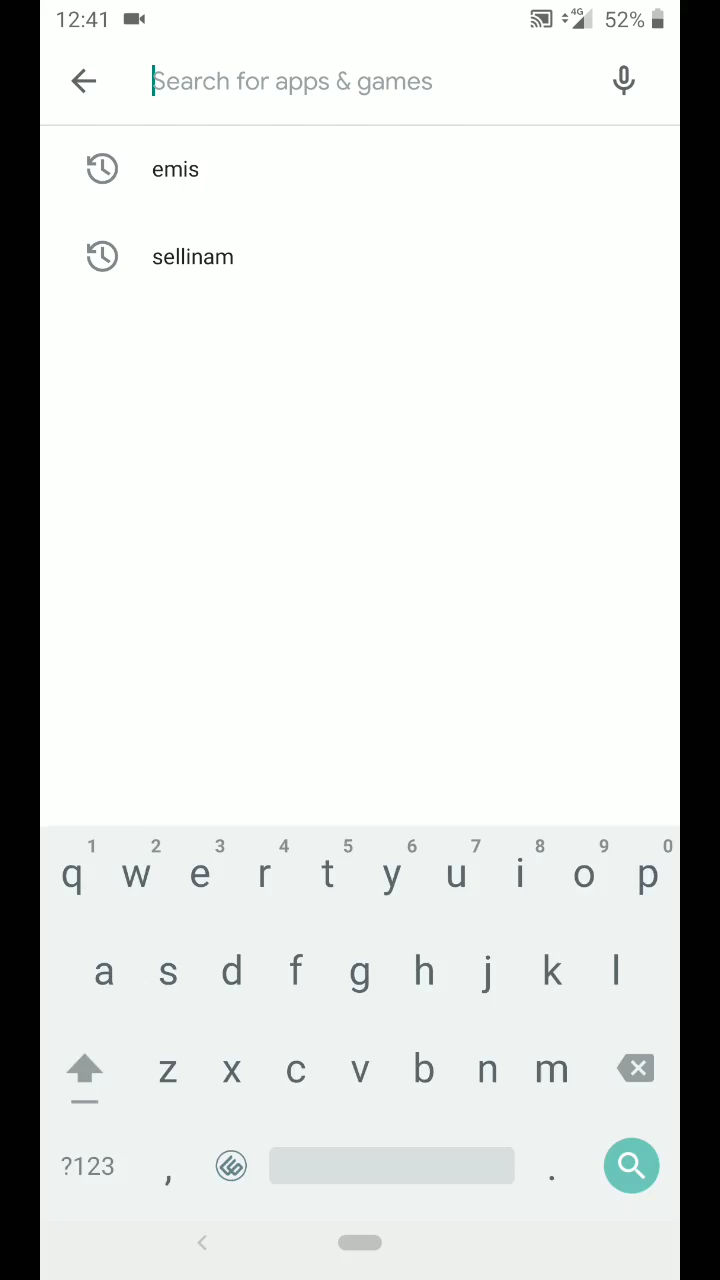 12:41 4G 52%
Search for apps & games
emis
sellinam
1 2 3 4 5 6 7 8 9 0
q w e r t y u i o p
a s d f g h j k l
z x c v b n m
?123 , .